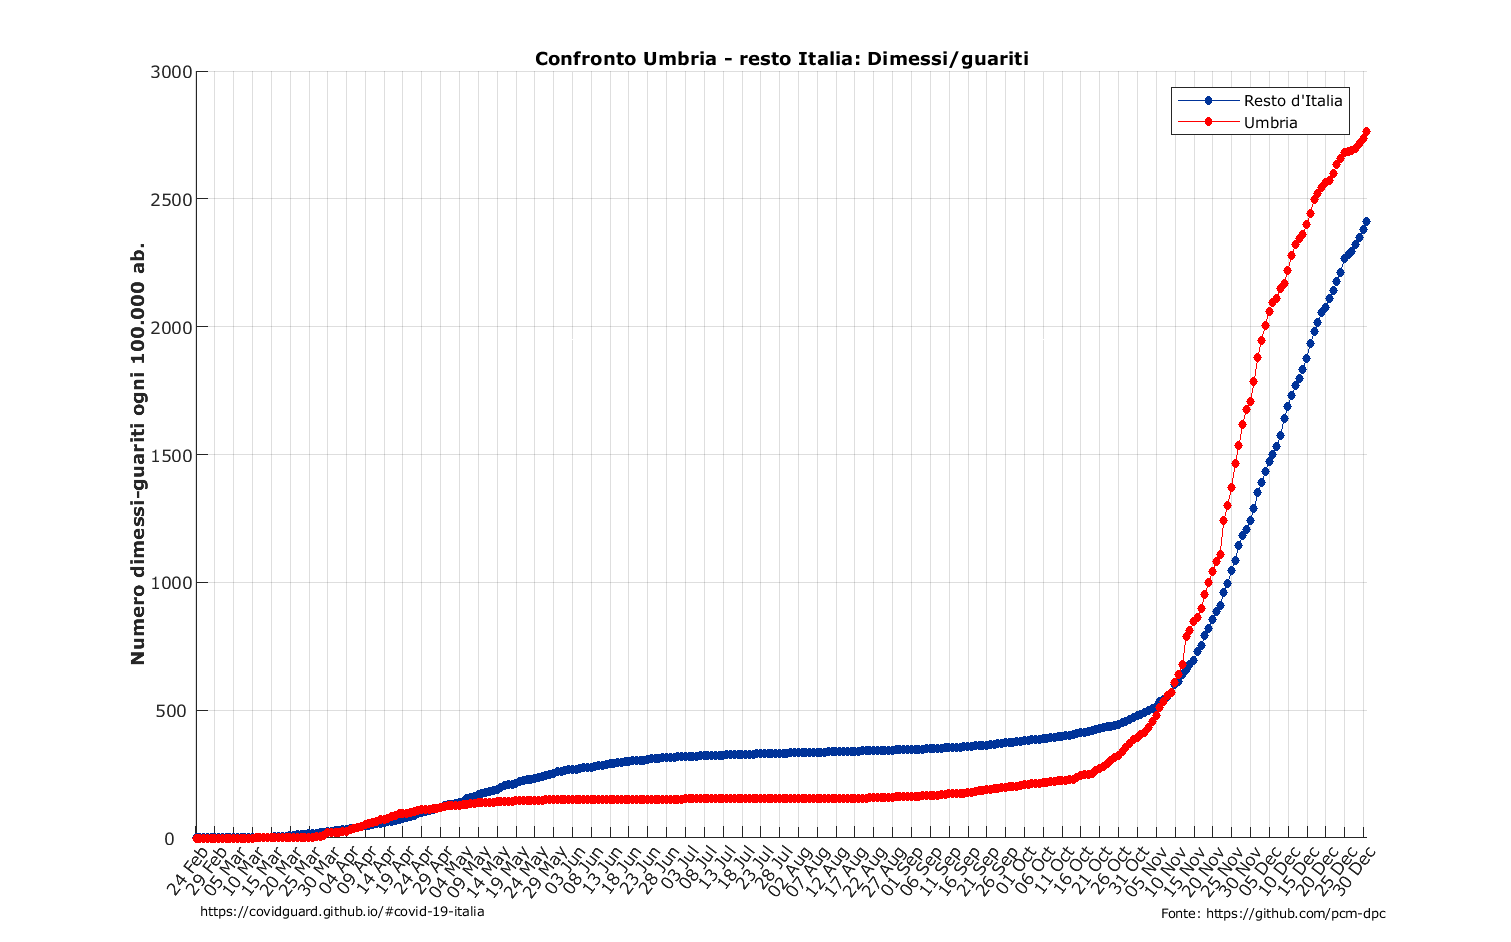 Confronto Umbria - resto Italia: Dimessi/guariti
Resto d'Italia
Umbria
Numero dimessi-guariti ogni 100.000 ab.
3000
2500
2000
1500
1000
500
0
24 Feb
29 Feb
05 Mar
10 Mar
15 Mar
20 Mar
25 Mar
30 Mar
04 Apr
09 Apr
14 Apr
19 Apr
24 Apr
29 Apr
04 May
09 May
14 May
19 May
24 May
29 May
03 Jun
08 Jun
13 Jun
18 Jun
23 Jun
28 Jun
03 Jul
08 Jul
13 Jul
18 Jul
23 Jul
28 Jul
02 Aug
07 Aug
12 Aug
17 Aug
22 Aug
27 Aug
01 Sep
06 Sep
11 Sep
16 Sep
21 Sep
26 Sep
01 Oct
06 Oct
11 Oct
16 Oct
21 Oct
26 Oct
31 Oct
05 Nov
10 Nov
15 Nov
20 Nov
25 Nov
30 Nov
05 Dec
10 Dec
15 Dec
20 Dec
25 Dec
30 Dec
https://covidguard.github.io/#covid-19-italia
Fonte: https://github.com/pcm-dpc